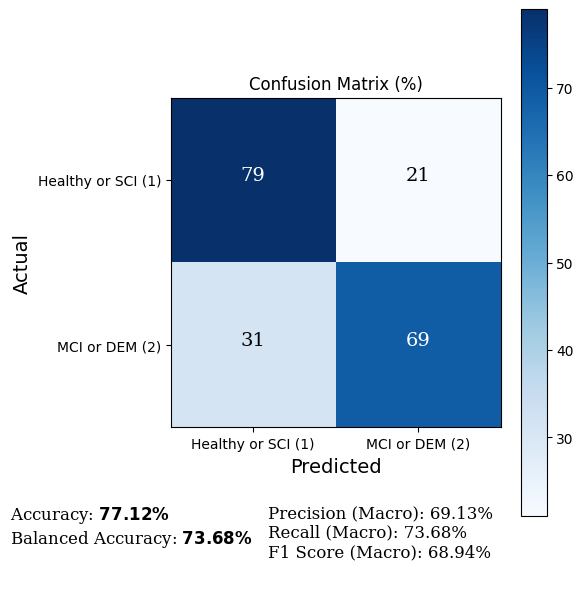 Confusion Matrix (%)
Actual
Healthy or SCI (1)
79
21
MCI or DEM (2)
31
69
Healthy or SCI (1)
MCI or DEM (2)
Predicted
70
60
50
40
30
Accuracy: 77.12%
Balanced Accuracy: 73.68%
Precision (Macro): 69.13%
Recall (Macro): 73.68%
F1 Score (Macro): 68.94%